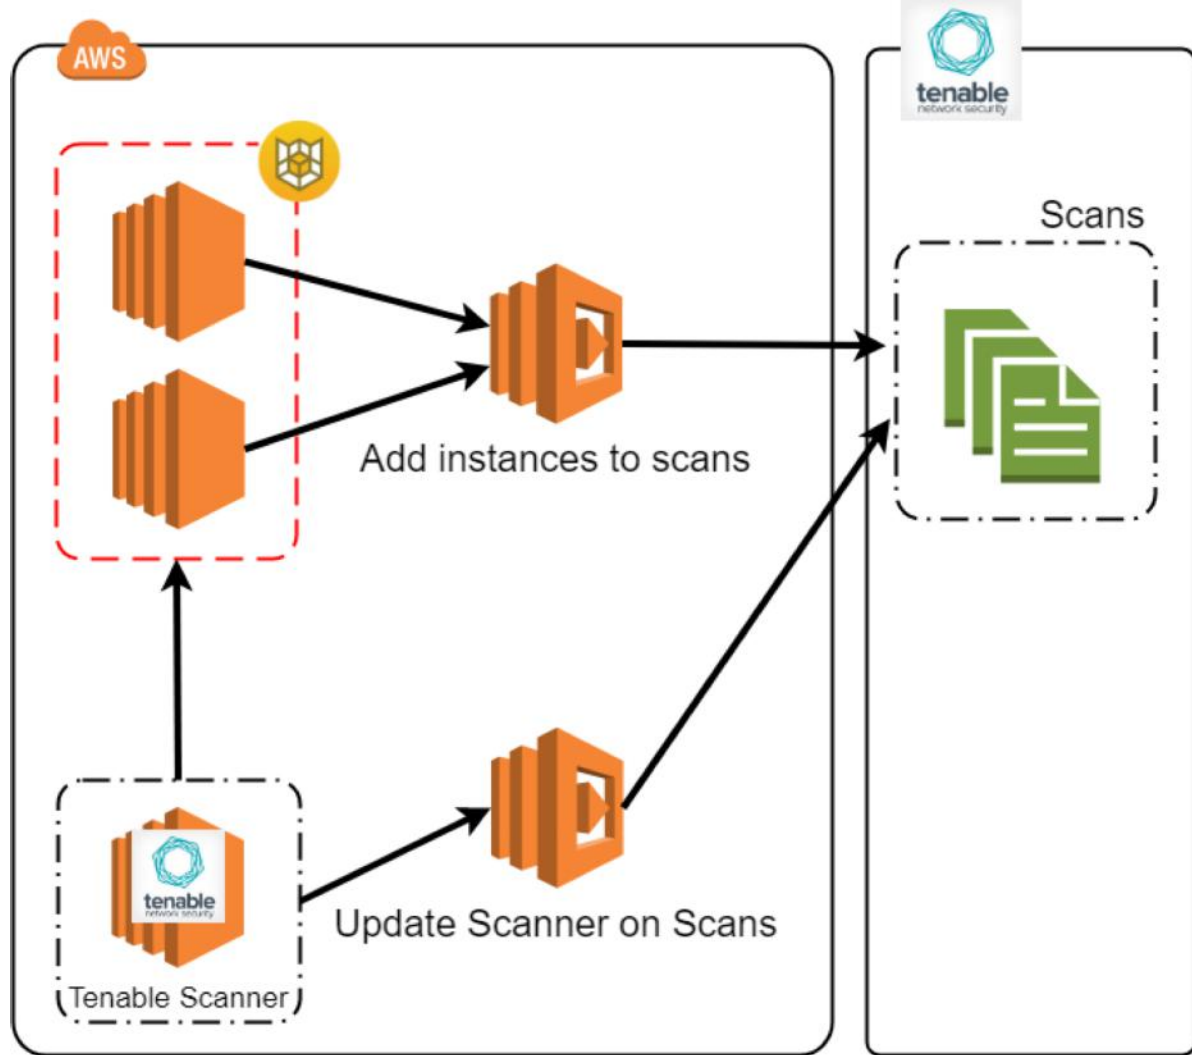 AWS
tenable
network security
Scans
Add instances to scans
tenable
network security
Update Scanner on Scans
Tenable Scanner